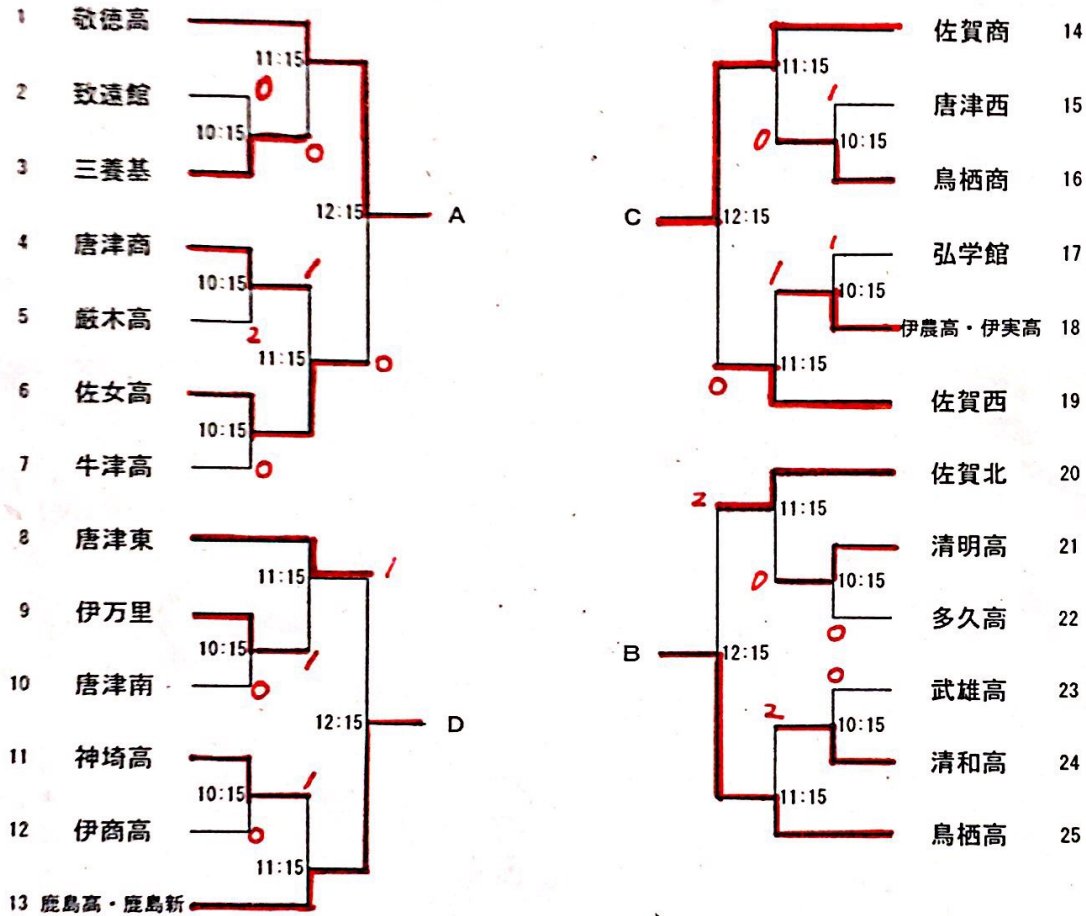 1 敬徳高
11:15
0
2 致遠館
10:15
0
3 三養基
12:15 A
4 唐津商
1
10:15
5 厳木高
2
11:15
0
6 佐女高
10:15
7 牛津高
0
8 唐津東
1
11:15
9 伊万里
10:15
1
10 唐津南
0
12:15 D
11 神埼高
1
10:15
12 伊商高
0
11:15
13 鹿島高・鹿島新
佐賀商 14
11:15
1
唐津西 15
0
10:15
鳥栖商 16
C 12:15
1
弘学館 17
1
10:15
伊農高・伊実高 18
11:15
0
佐賀西 19
佐賀北 20
2
11:15
清明高 21
0
10:15
多久高 22
0
B 12:15
0
武雄高 23
2
10:15
清和高 24
11:15
鳥栖高 25